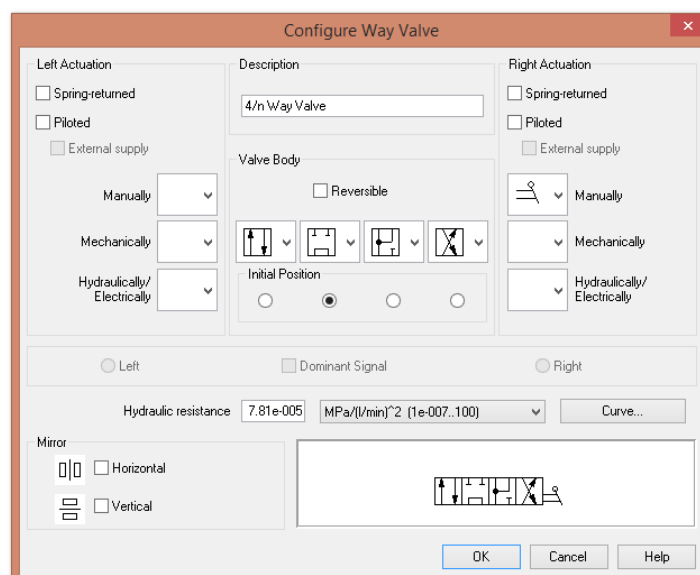 Configure Way Valve
Left Actuation
Spring-returned
Piloted
External supply
Manually
Mechanically
Hydraulically/
Electrically
Description
4/n Way Valve
Valve Body
Reversible
Initial Position
Right Actuation
Spring-returned
Piloted
External supply
Manually
Mechanically
Hydraulically/
Electrically
Left
Dominant Signal
Right
Hydraulic resistance 7.81e-005 MPa/(l/min)^2 (1e-007..100) Curve...
Mirror
Horizontal
Vertical
OK Cancel Help